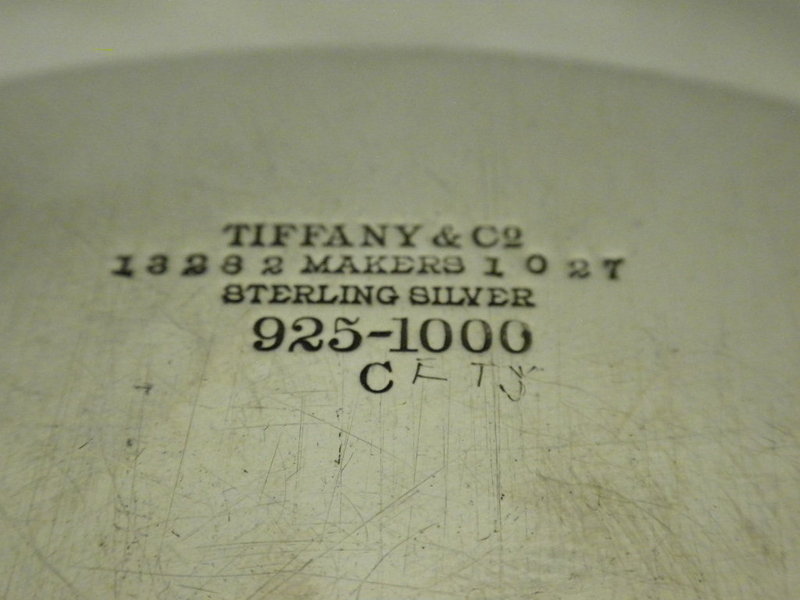 TIFFANY & Co
13282 MAKERS 1027
STERLING SILVER
925-1000
C